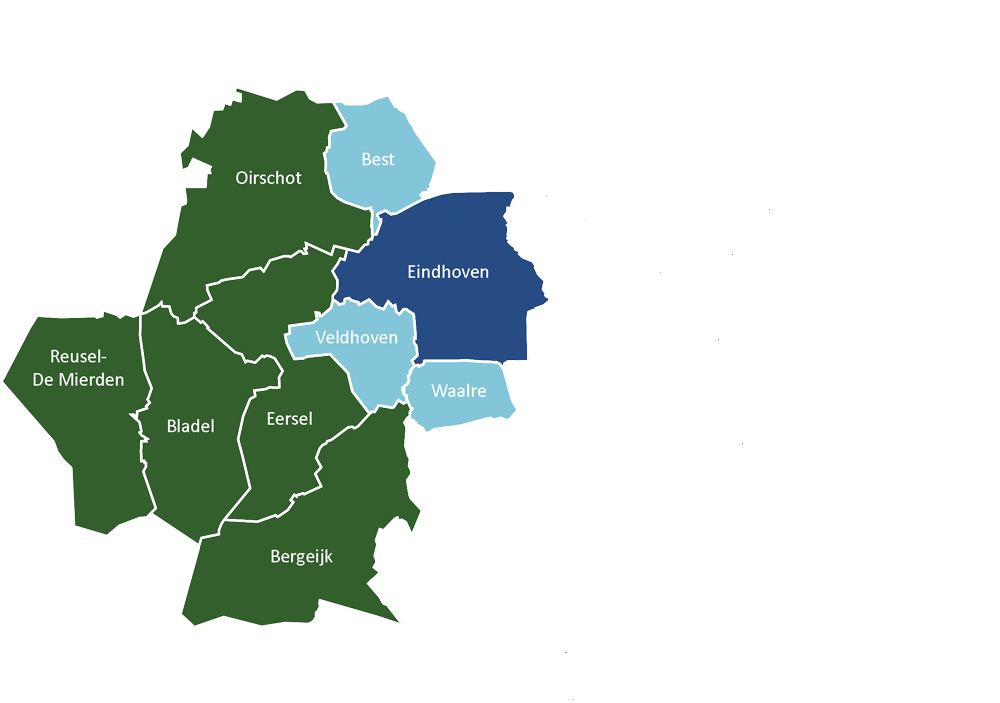 Best
Oirschot
Eindhoven
Veldhoven
Reusel-
De Mierden
Waalre
Eersel
Bladel
Bergeijk